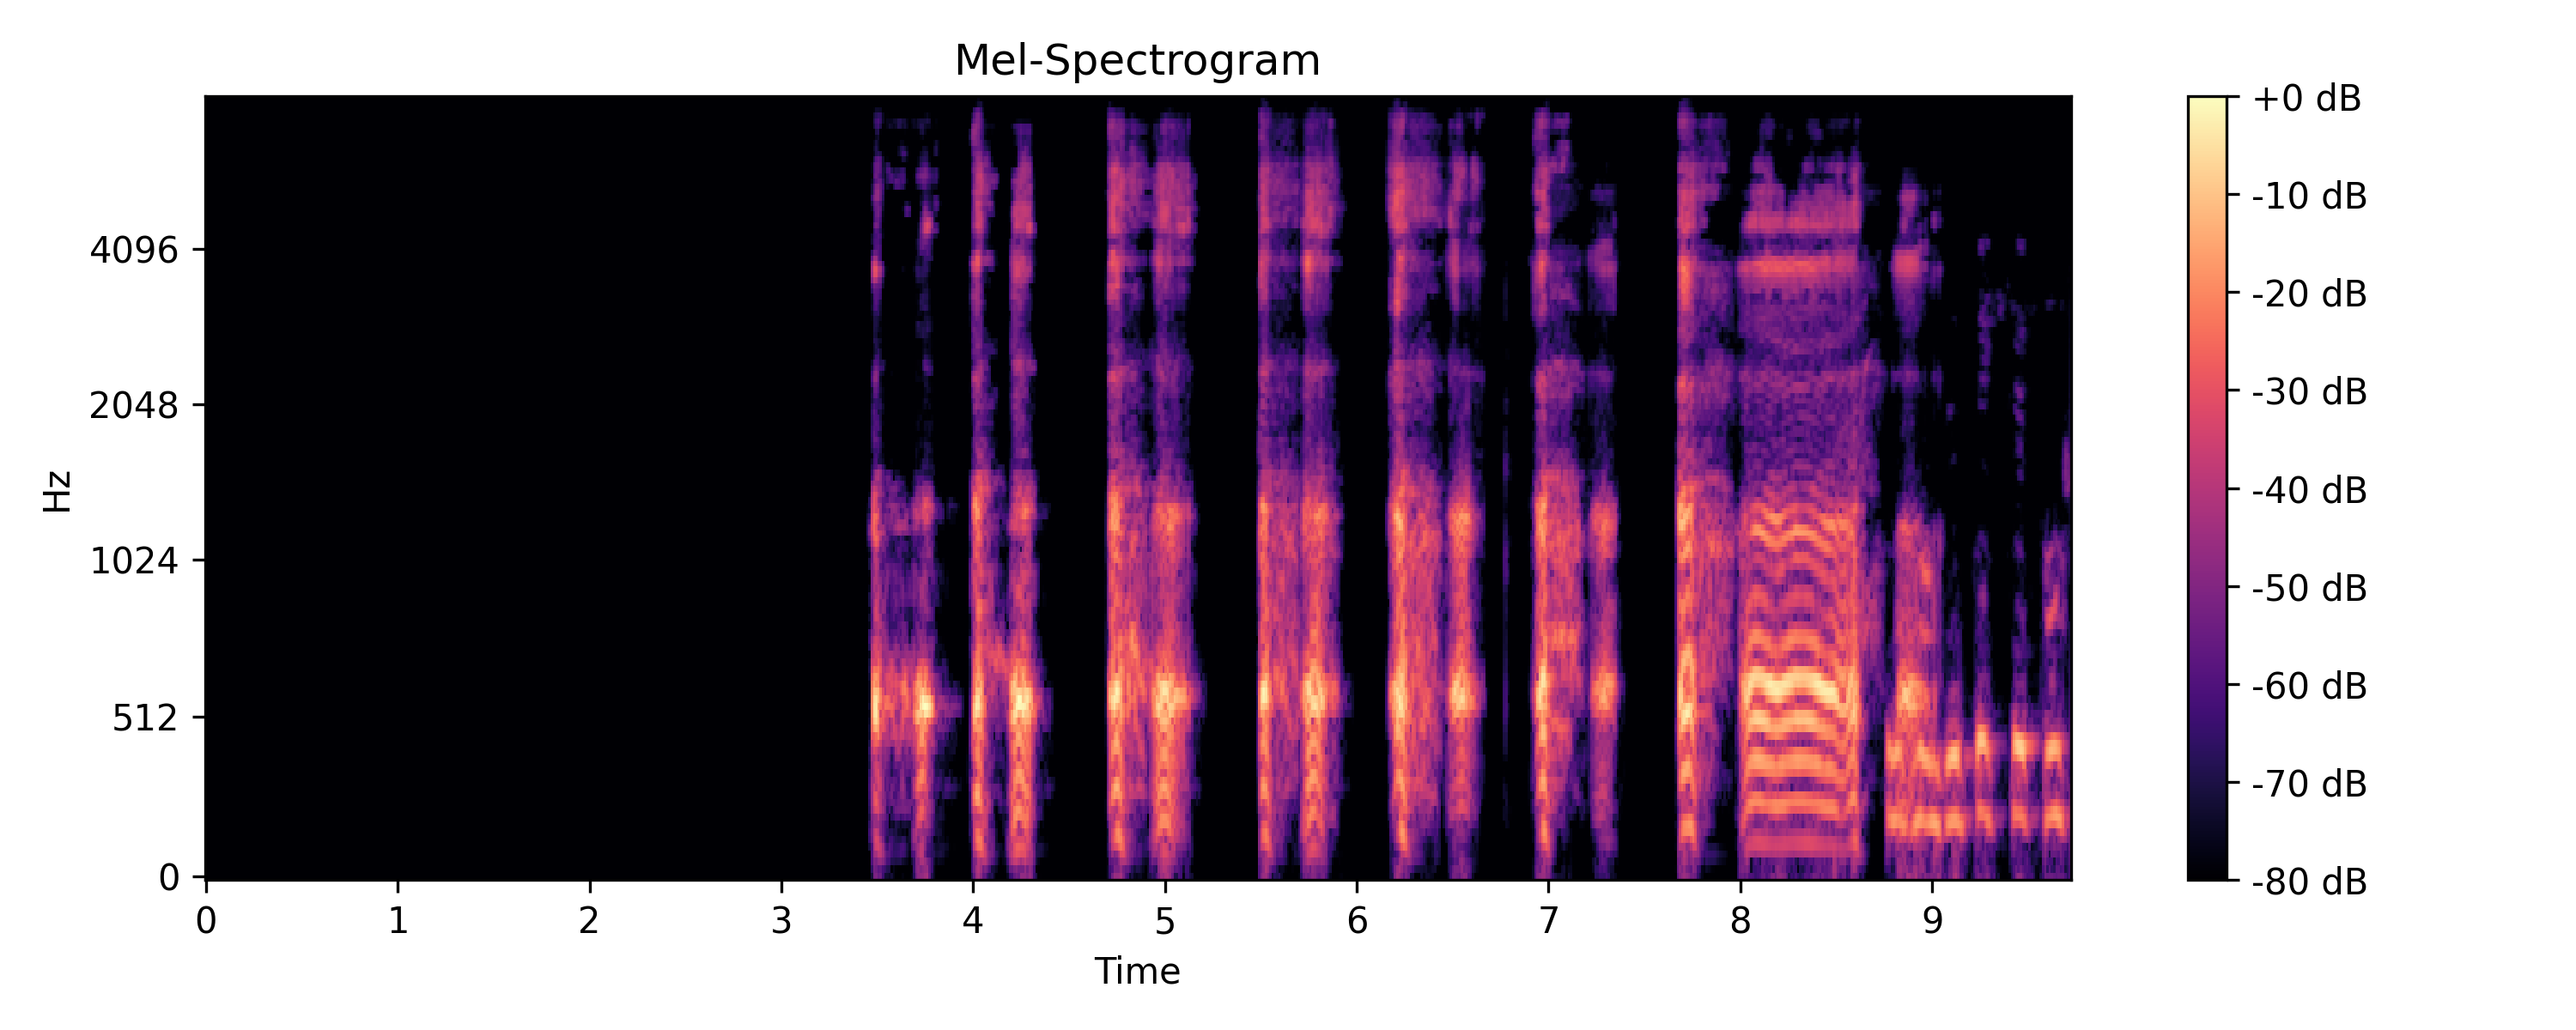 Mel-Spectrogram
+0 dB
-10 dB
4096
-20 dB
-30 dB
2048
-40 dB
Hz
1024
-50 dB
-60 dB
512
-70 dB
0
-80 dB
0 1 2 3 4 5 6 7 8 9
Time